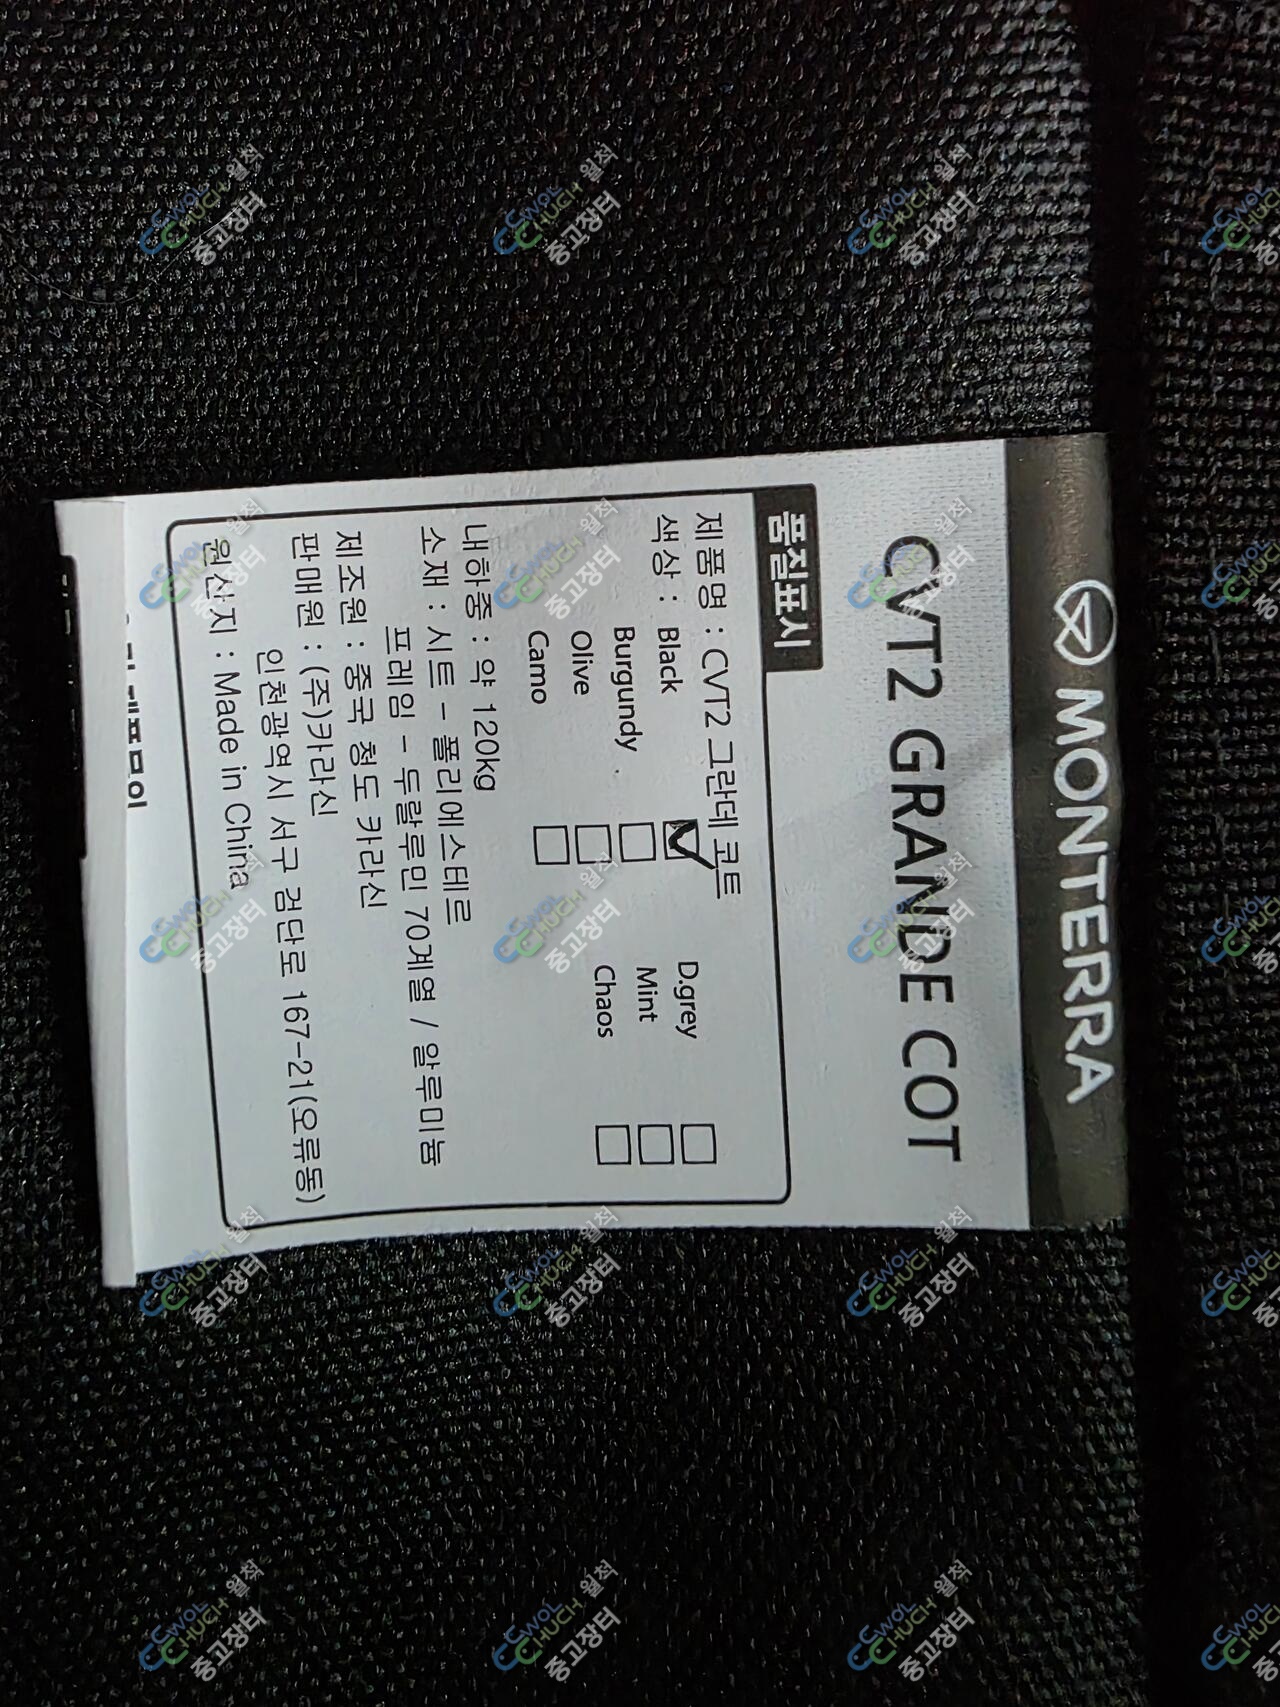 MONTERRA
CVT2 GRANDE COT
품질표시
제품명 : CVT2 그란데 코트
색상 : Black D.grey
Burgundy Mint
Olive Chaos
Camo
내하중 : 약 120kg
소재 : 시트 - 폴리에스테르
프레임 - 두랄루민 70계열 / 알루미늄
제조원 : 중국 청도 카라신
판매원 : (주)카라신
인천광역시 서구 검단로 167-21(오류동)
원산지 : Made in China
CWOL CHUCH 월척 중고장터